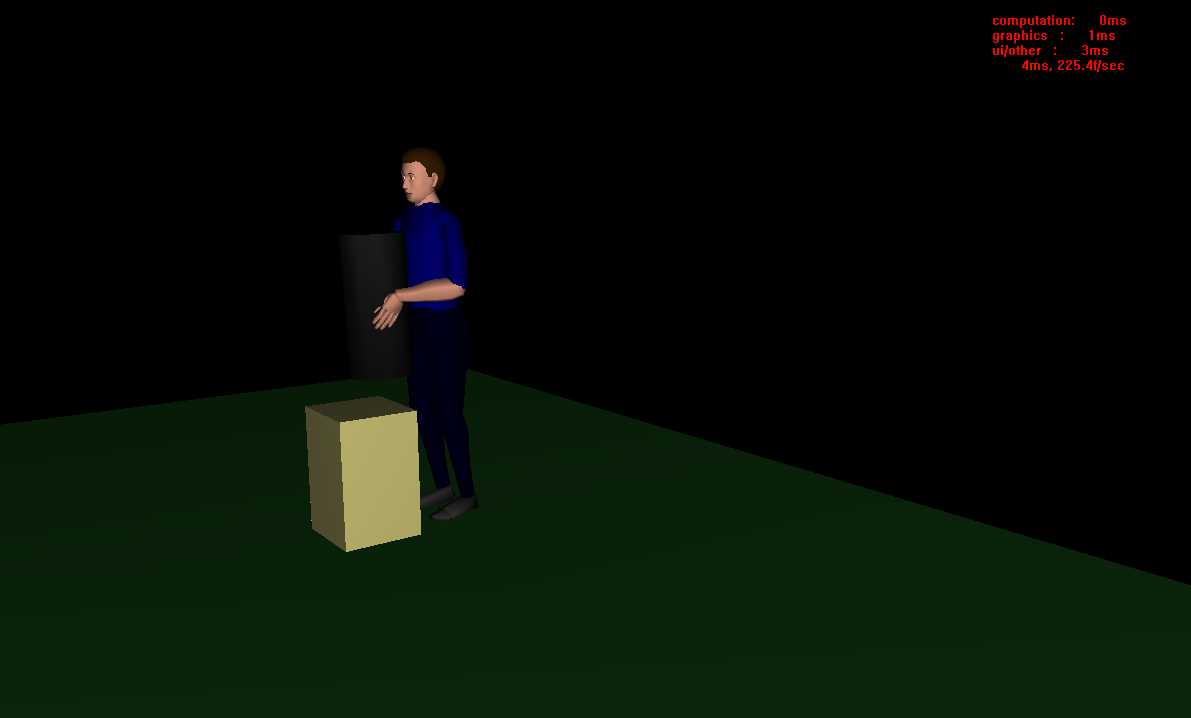 computation: 0ms
graphics : 1ms
ui/other : 3ms
4ms, 225.4f/sec